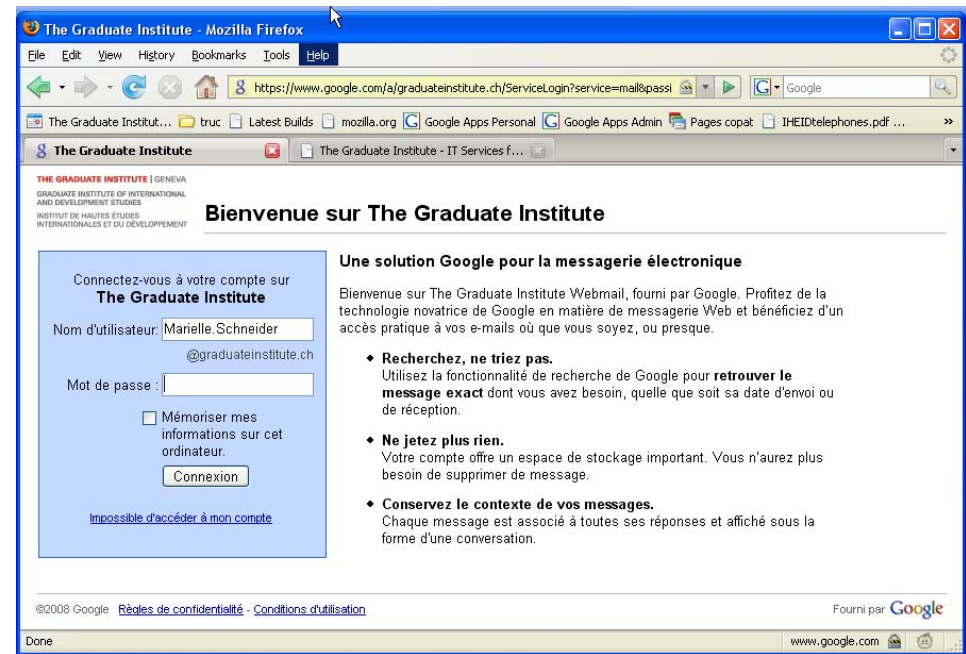 The Graduate Institute - Mozilla Firefox
File Edit View History Bookmarks Tools Help
https://www.google.com/a/graduateinstitute.ch/ServiceLogin?service=mail&passi
Google
The Graduate Institut... truc Latest Builds mozilla.org Google Apps Personal Google Apps Admin Pages copat IHEIDtelephones.pdf ... »
The Graduate Institute The Graduate Institute - IT Services f...
THE GRADUATE INSTITUTE | GENEVA
GRADUATE INSTITUTE OF INTERNATIONAL
AND DEVELOPMENT STUDIES
INSTITUT DE HAUTES ÉTUDES
INTERNATIONALES ET DU DÉVELOPPEMENT
Bienvenue sur The Graduate Institute
Connectez-vous à votre compte sur
The Graduate Institute
Nom d'utilisateur: Marielle.Schneider
@graduateinstitute.ch
Mot de passe :
Mémoriser mes
informations sur cet
ordinateur.
Connexion
Impossible d'accéder à mon compte
Une solution Google pour la messagerie électronique
Bienvenue sur The Graduate Institute Webmail, fourni par Google. Profitez de la
technologie novatrice de Google en matière de messagerie Web et bénéficiez d'un
accès pratique à vos e-mails où que vous soyez, ou presque.
Recherchez, ne triez pas.
Utilisez la fonctionnalité de recherche de Google pour retrouver le
message exact dont vous avez besoin, quelle que soit sa date d'envoi ou
de réception.
Ne jetez plus rien.
Votre compte offre un espace de stockage important. Vous n'aurez plus
besoin de supprimer de message.
Conservez le contexte de vos messages.
Chaque message est associé à toutes ses réponses et affiché sous la
forme d'une conversation.
©2008 Google Règles de confidentialité - Conditions d'utilisation
Fourni par Google
Done www.google.com